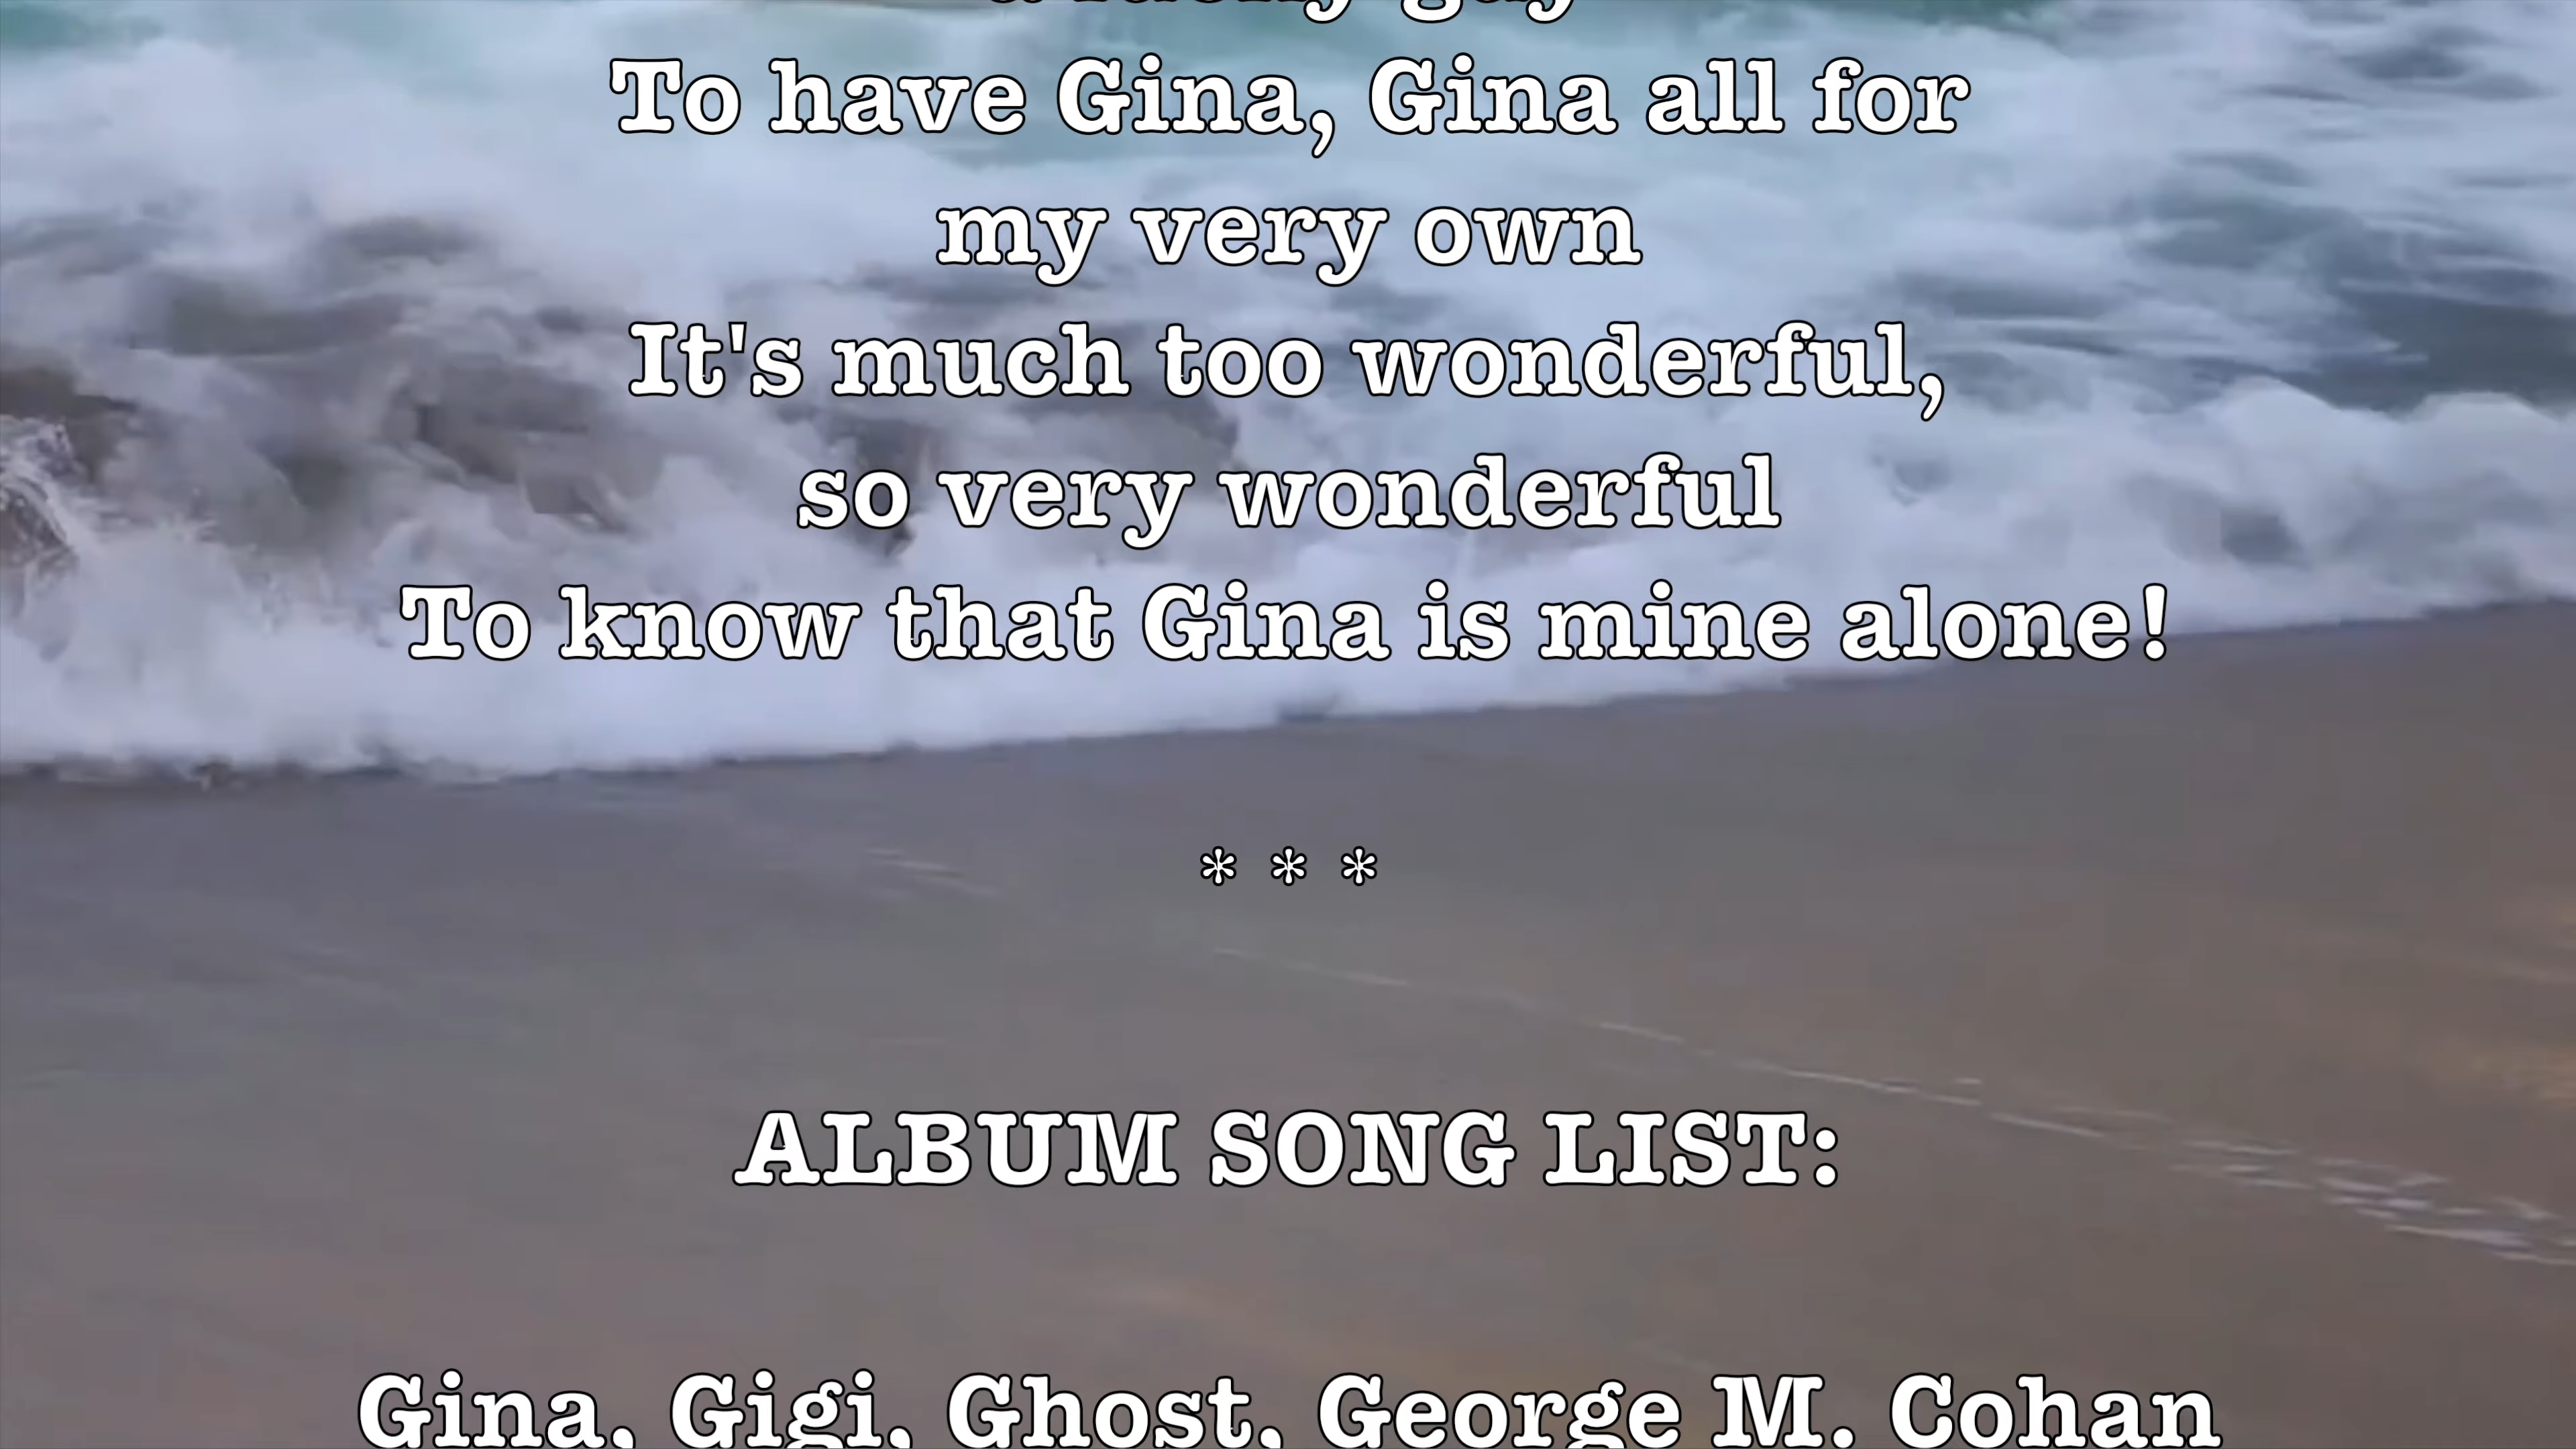 To have Gina, Gina all for
my very own
It's much too wonderful,
so very wonderful
To know that Gina is mine alone!
* * *
ALBUM SONG LIST:
Gina, Gigi, Ghost, George M. Cohan